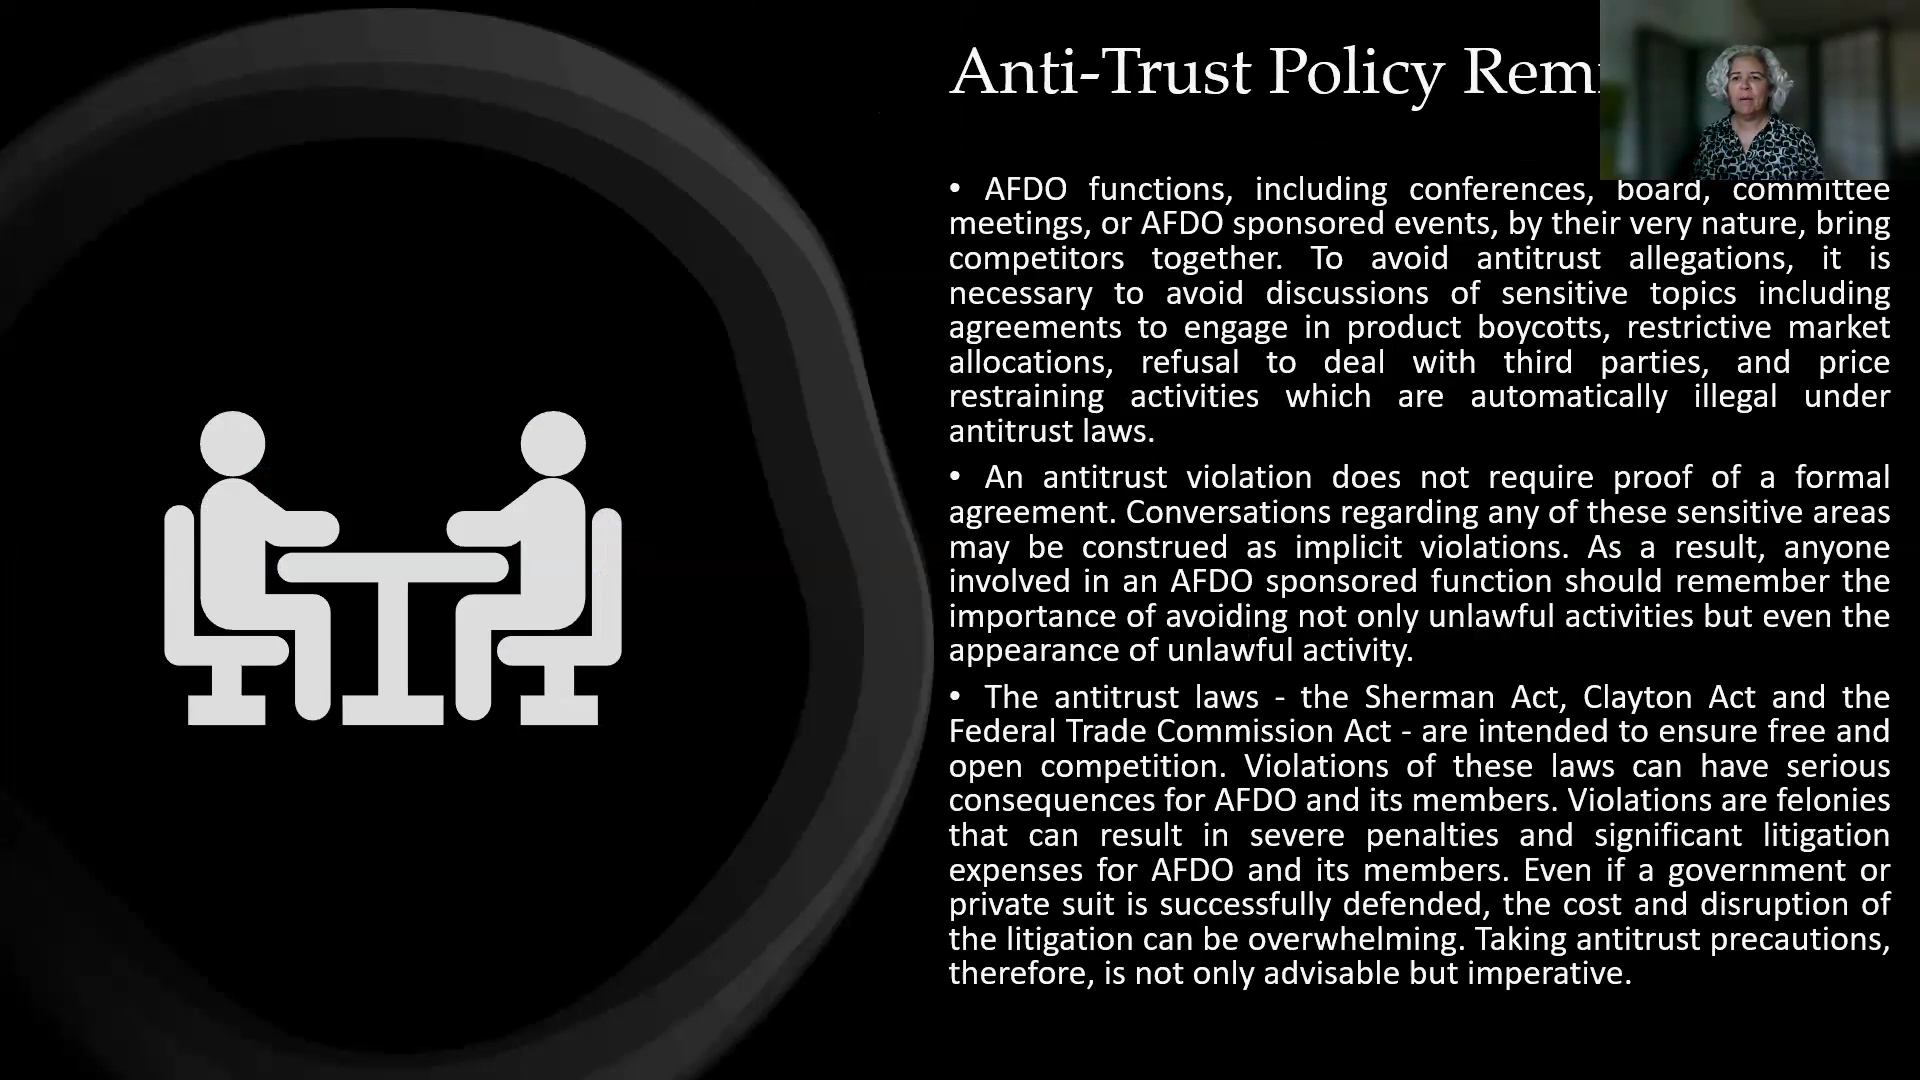 Anti-Trust Policy
• AFDO functions, including conferences, board, committee
meetings, or AFDO sponsored events, by their very nature, bring
competitors together. To avoid antitrust allegations, it is
necessary to avoid discussions of sensitive topics including
agreements to engage in product boycotts, restrictive market
allocations, refusal to deal with third parties, and price
restraining activities which are automatically illegal under
antitrust laws.
• An antitrust violation does not require proof of a formal
agreement. Conversations regarding any of these sensitive areas
may be construed as implicit violations. As a result, anyone
involved in an AFDO sponsored function should remember the
importance of avoiding not only unlawful activities but even the
appearance of unlawful activity.
• The antitrust laws - the Sherman Act, Clayton Act and the
Federal Trade Commission Act - are intended to ensure free and
open competition. Violations of these laws can have serious
consequences for AFDO and its members. Violations are felonies
that can result in severe penalties and significant litigation
expenses for AFDO and its members. Even if a government or
private suit is successfully defended, the cost and disruption of
the litigation can be overwhelming. Taking antitrust precautions,
therefore, is not only advisable but imperative.